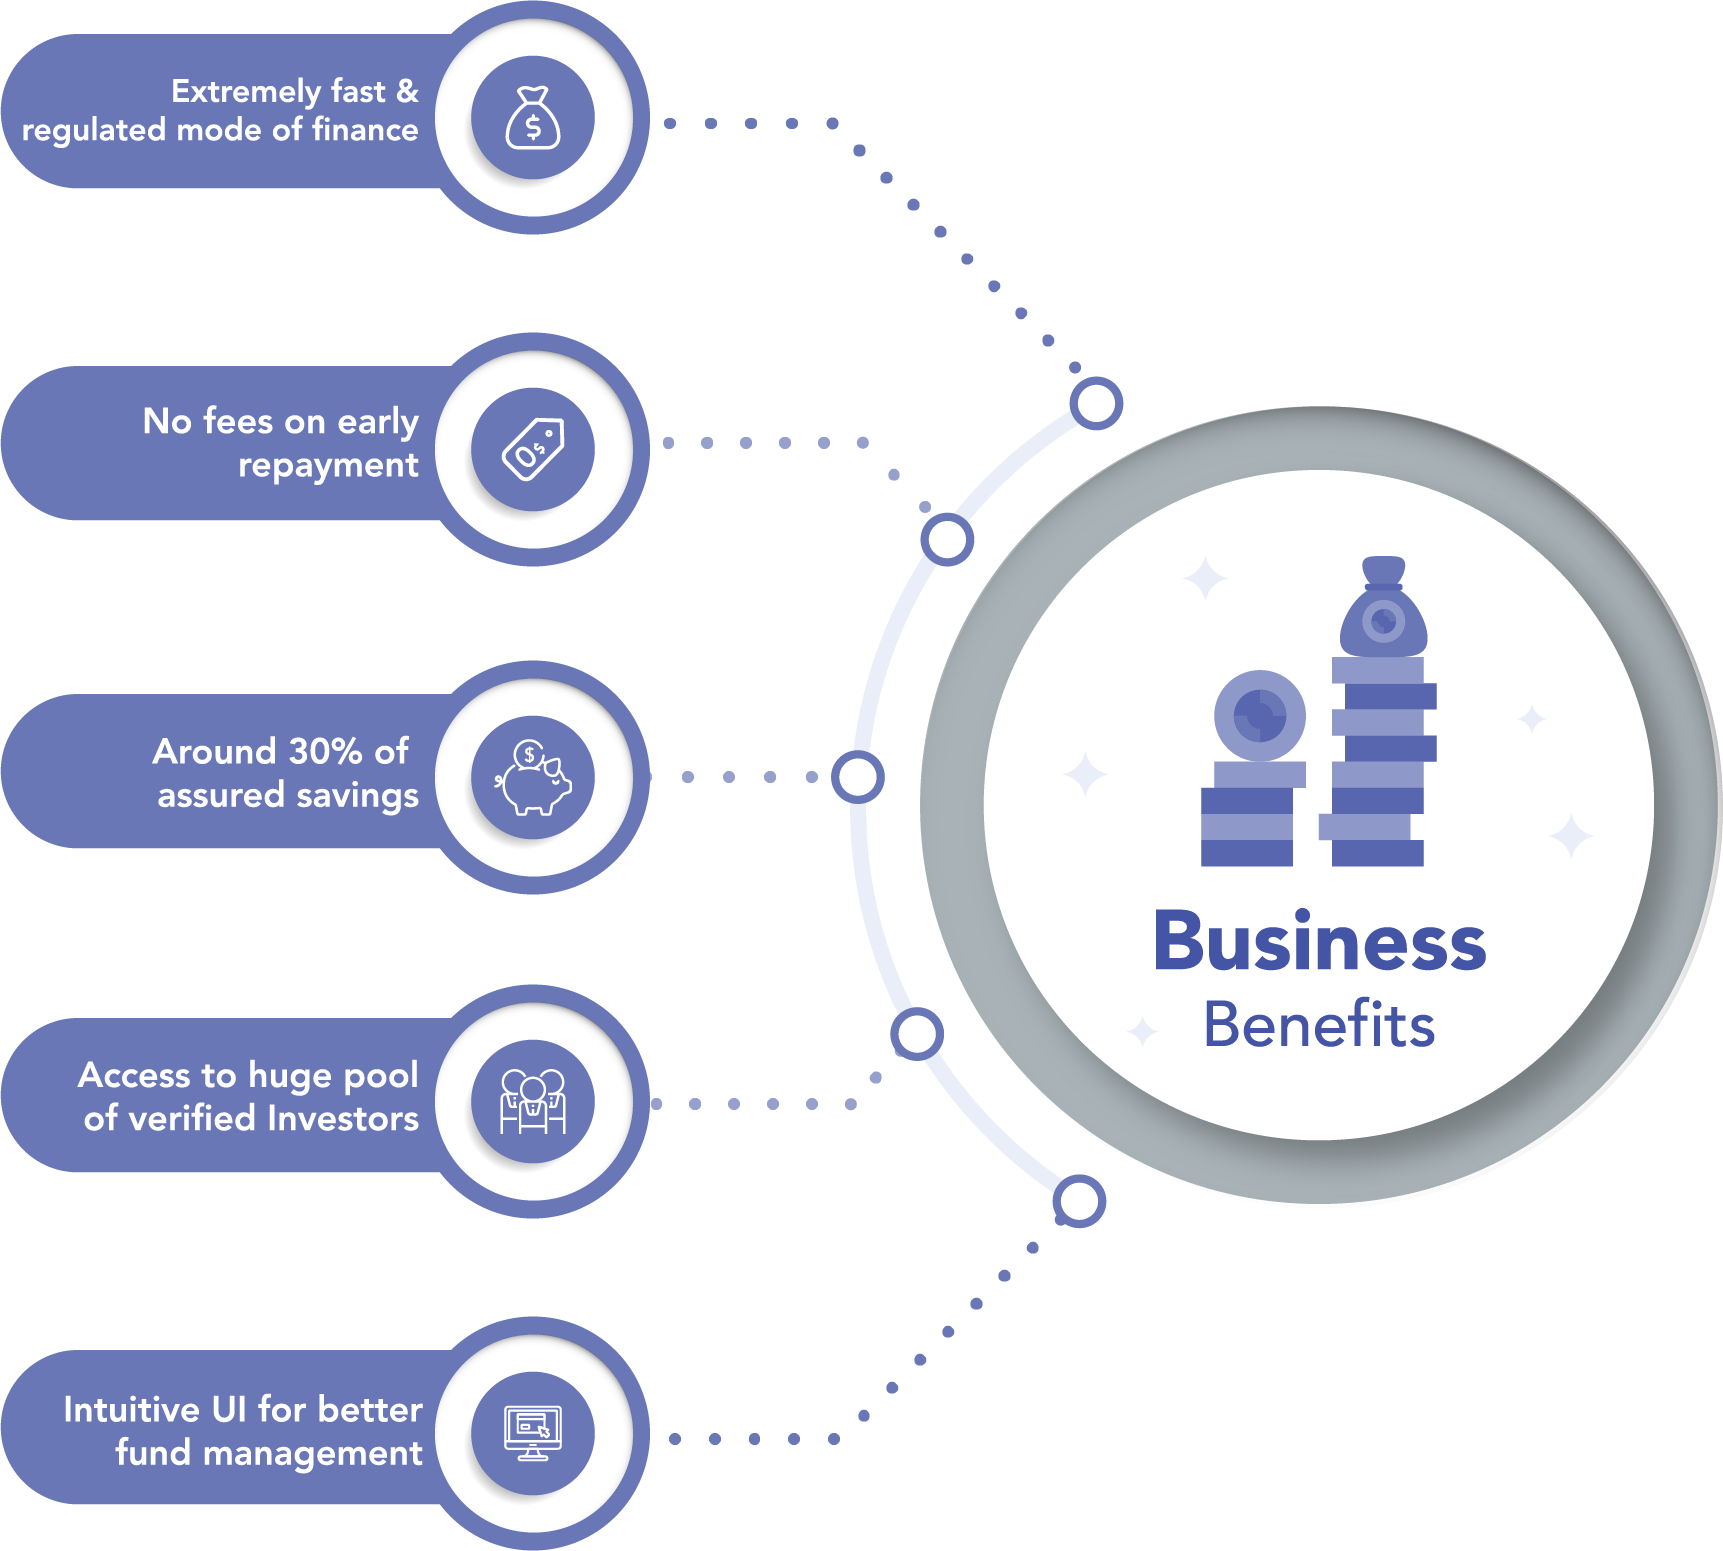 Extremely fast &
regulated mode of finance
$
No fees on early
repayment
0$
Around 30% of
assured savings
$
Access to huge pool
of verified Investors
Intuitive UI for better
fund management
Business
Benefits